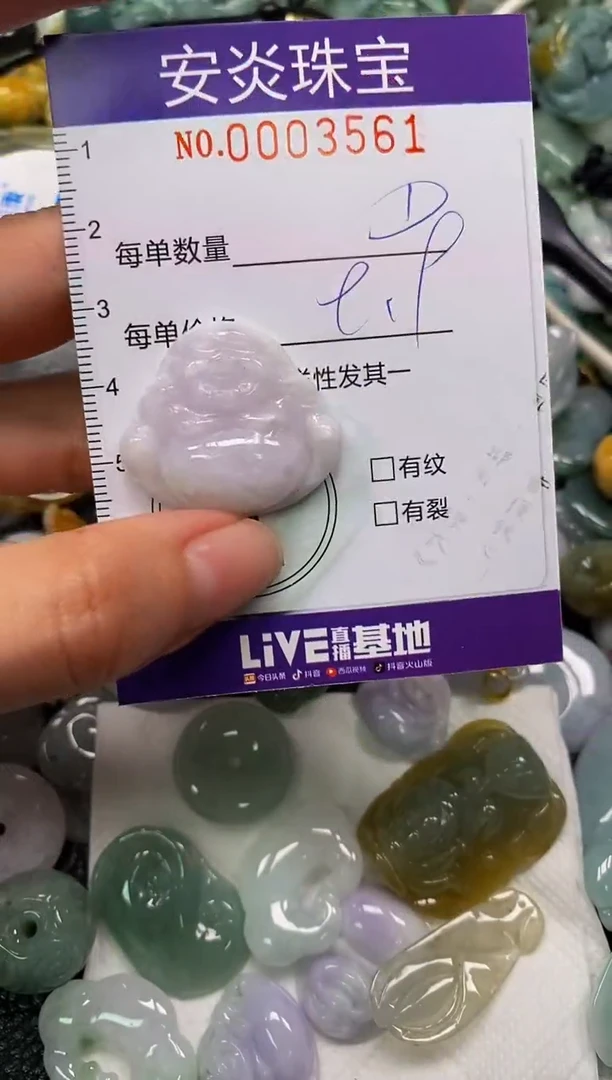 安炎珠宝
NO.0003561
1
2
每单数量
3
每单价格
4
性发其一
5
□有纹
□有裂
LiVE直播基地
头条 今日头条 抖音 西瓜视频 抖音火山版